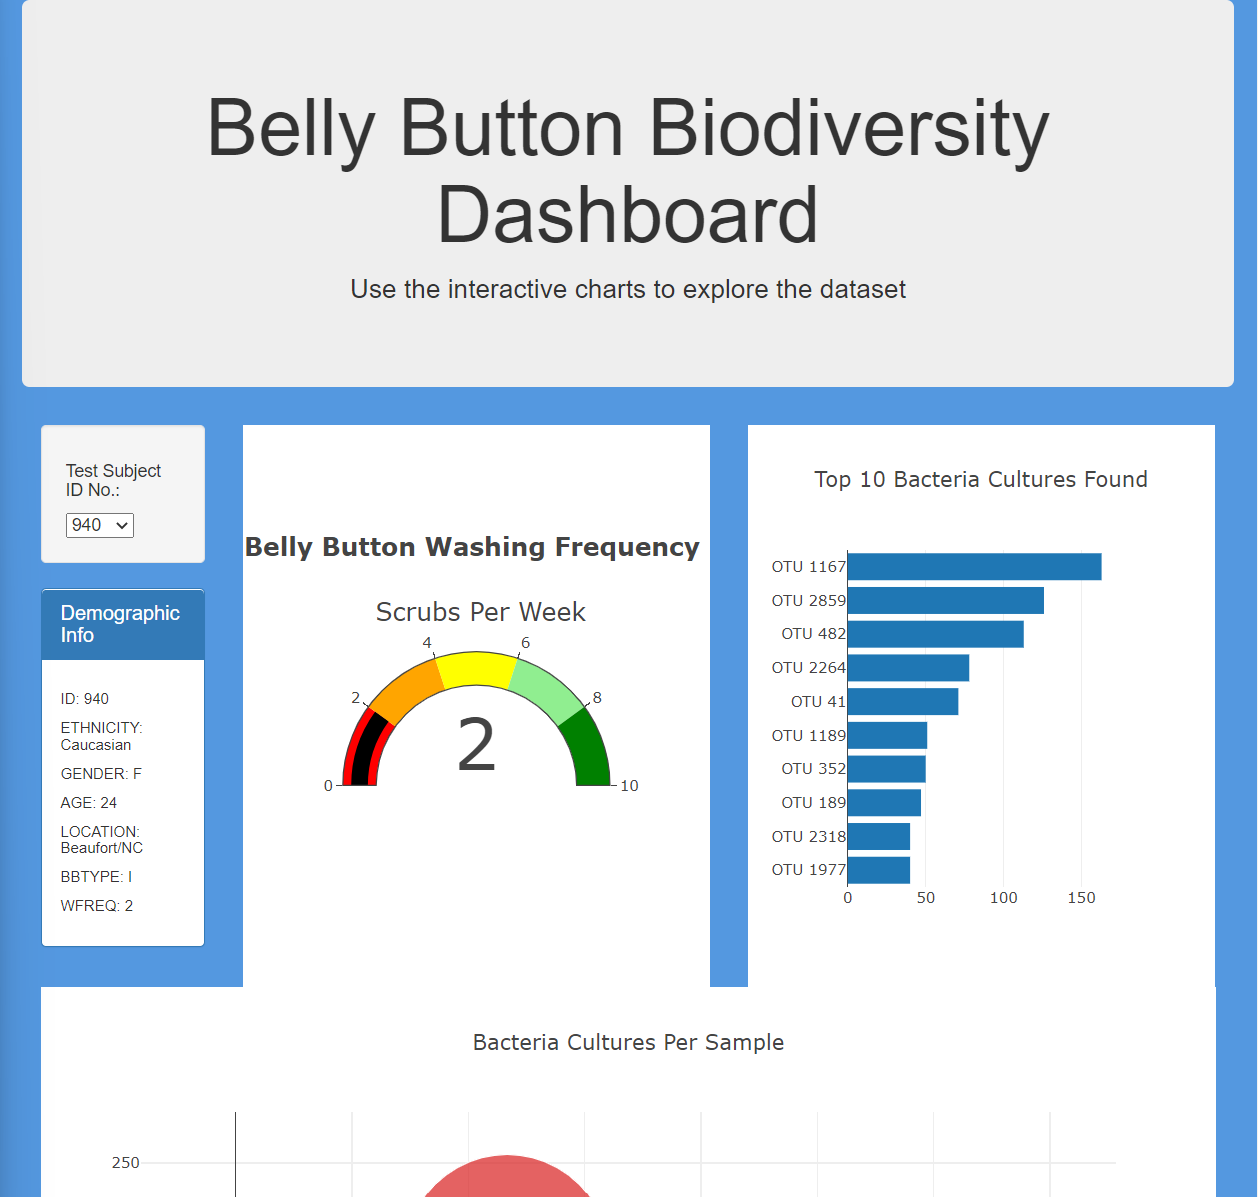 Belly Button Biodiversity
Dashboard
Use the interactive charts to explore the dataset
Test Subject
ID No.:
940
Demographic
Info
ID: 940
ETHNICITY:
Caucasian
GENDER: F
AGE: 24
LOCATION:
Beaufort/NC
BBTYPE: I
WFREQ: 2
Belly Button Washing Frequency
Scrubs Per Week
0
2
4
6
8
10
2
Top 10 Bacteria Cultures Found
OTU 1167
OTU 2859
OTU 482
OTU 2264
OTU 41
OTU 1189
OTU 352
OTU 189
OTU 2318
OTU 1977
0 50 100 150
Bacteria Cultures Per Sample
250